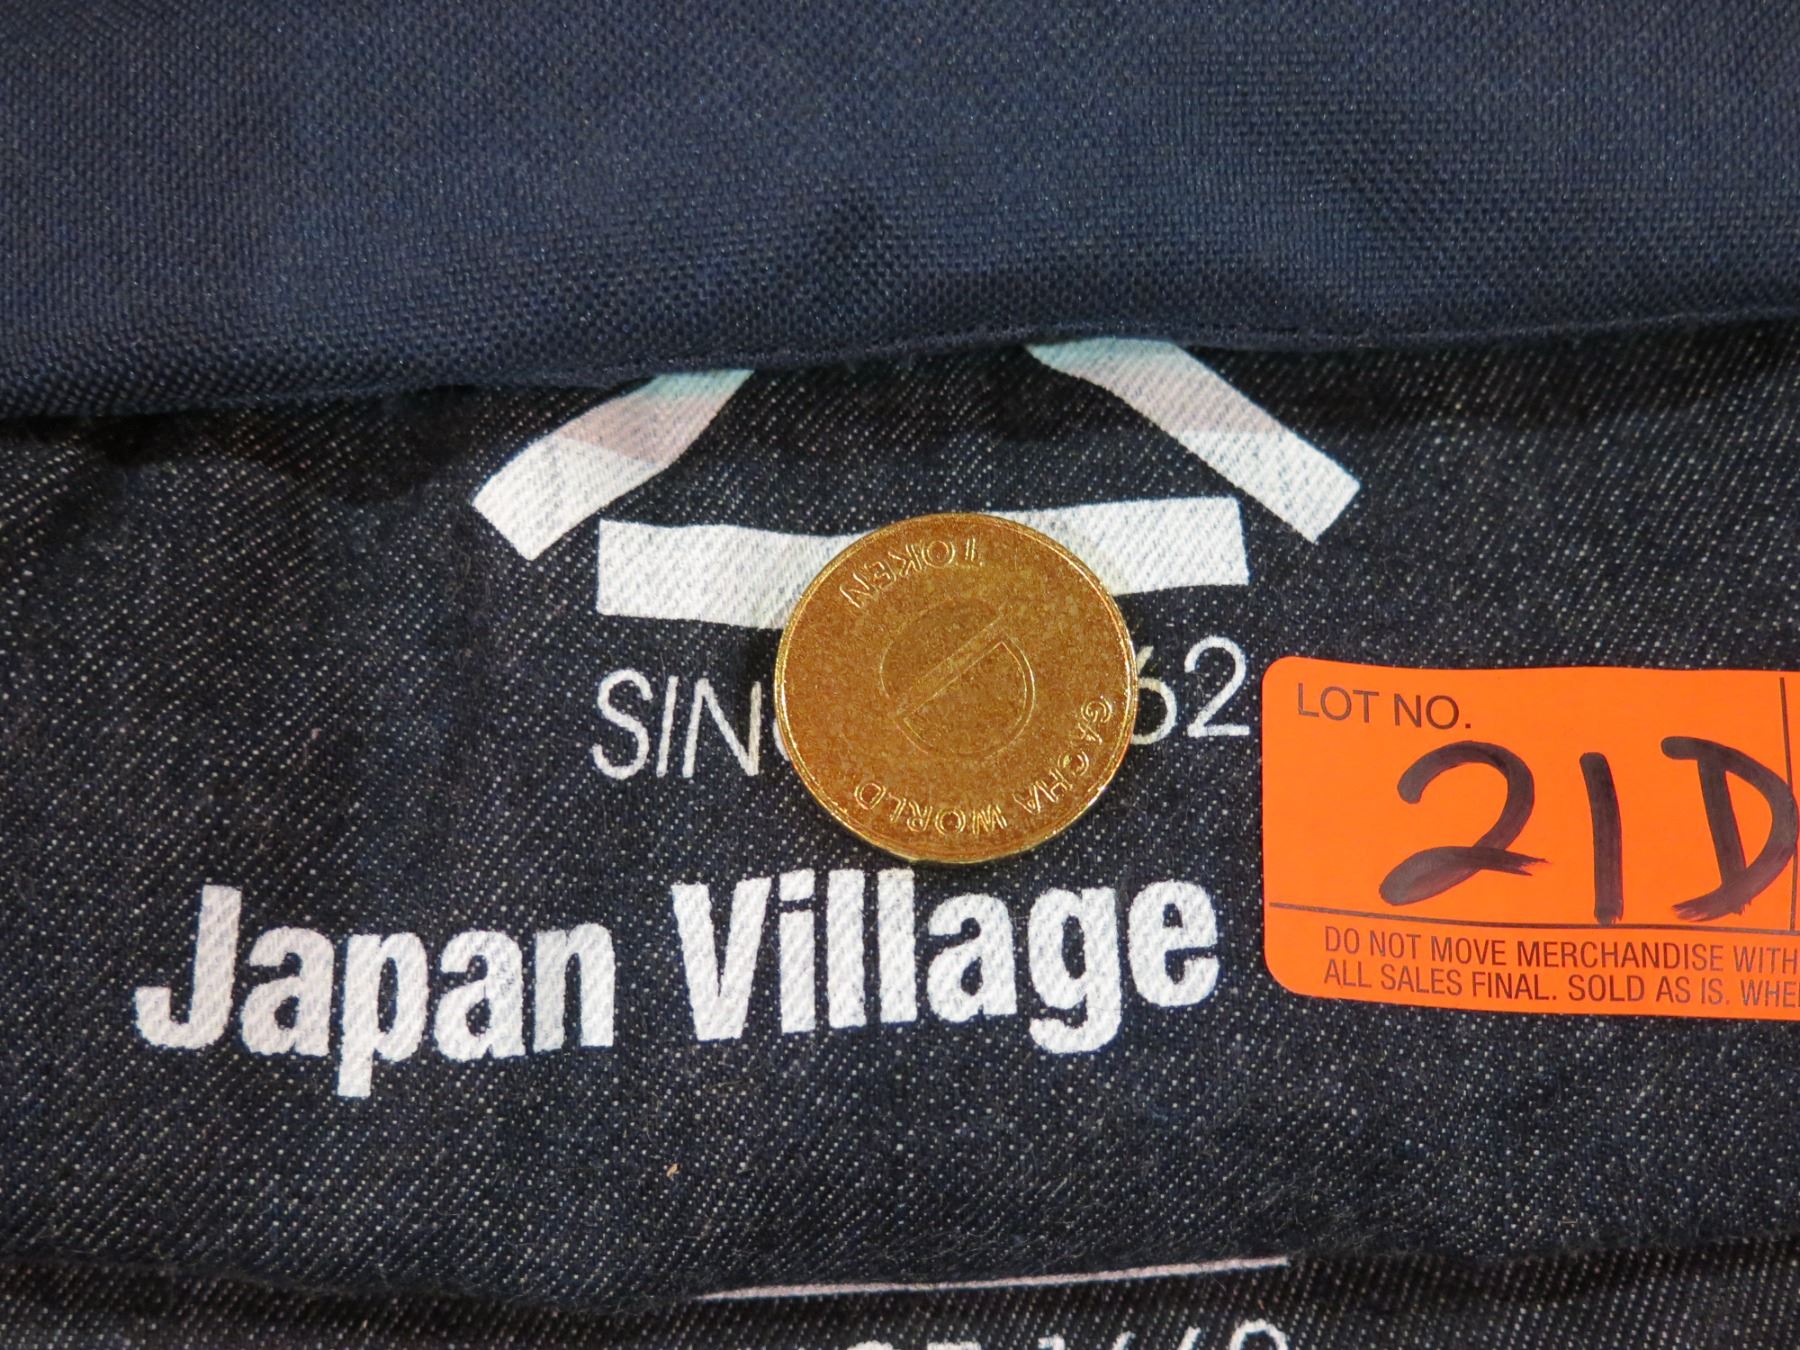 TOKEN
GACHA WORLD
62
LOT NO.
21D
Japan Village
DO NOT MOVE MERCHANDISE WITH
ALL SALES FINAL. SOLD AS IS. WHE